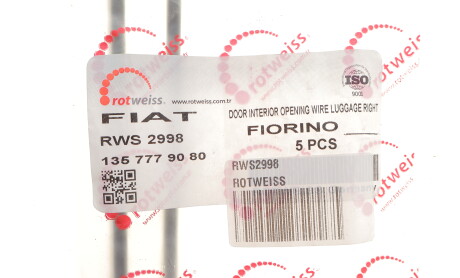 rotweiss.
www.rotweiss.com.tr
FIAT
RWS 2998
135 777 90 80
DOOR INTERIOR OPENING WIRE LUGGAGE RIGHT
FIORINO
5 PCS
ISO
9001
RWS2998
ROTWEISS